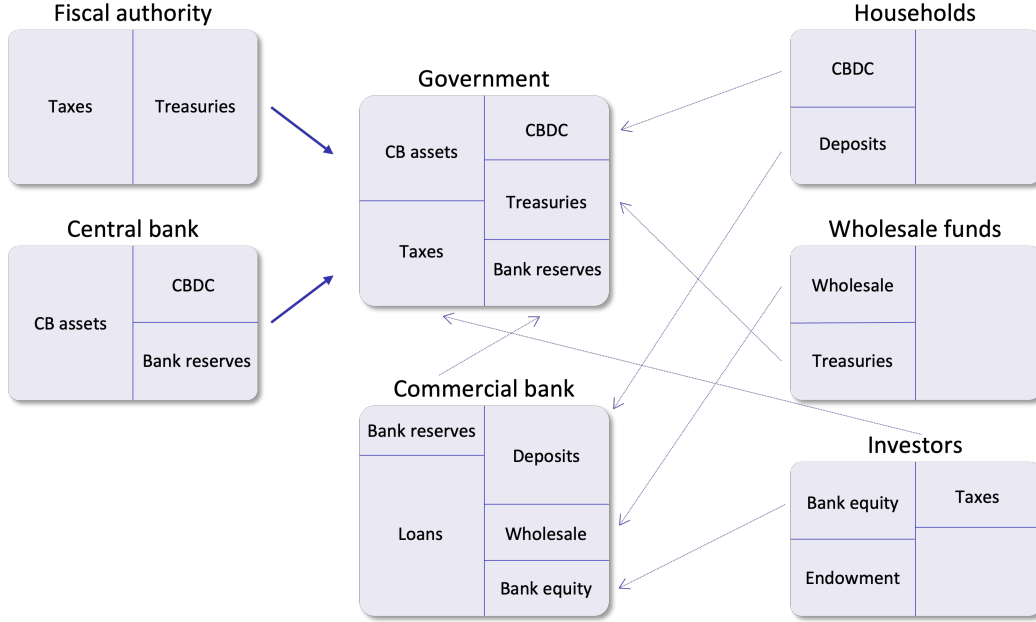 Fiscal authority
Taxes
Treasuries
Central bank
CB assets
CBDC
Bank reserves
Government
CB assets
CBDC
Treasuries
Taxes
Bank reserves
Commercial bank
Bank reserves
Deposits
Loans
Wholesale
Bank equity
Households
CBDC
Deposits
Wholesale funds
Wholesale
Treasuries
Investors
Bank equity
Taxes
Endowment